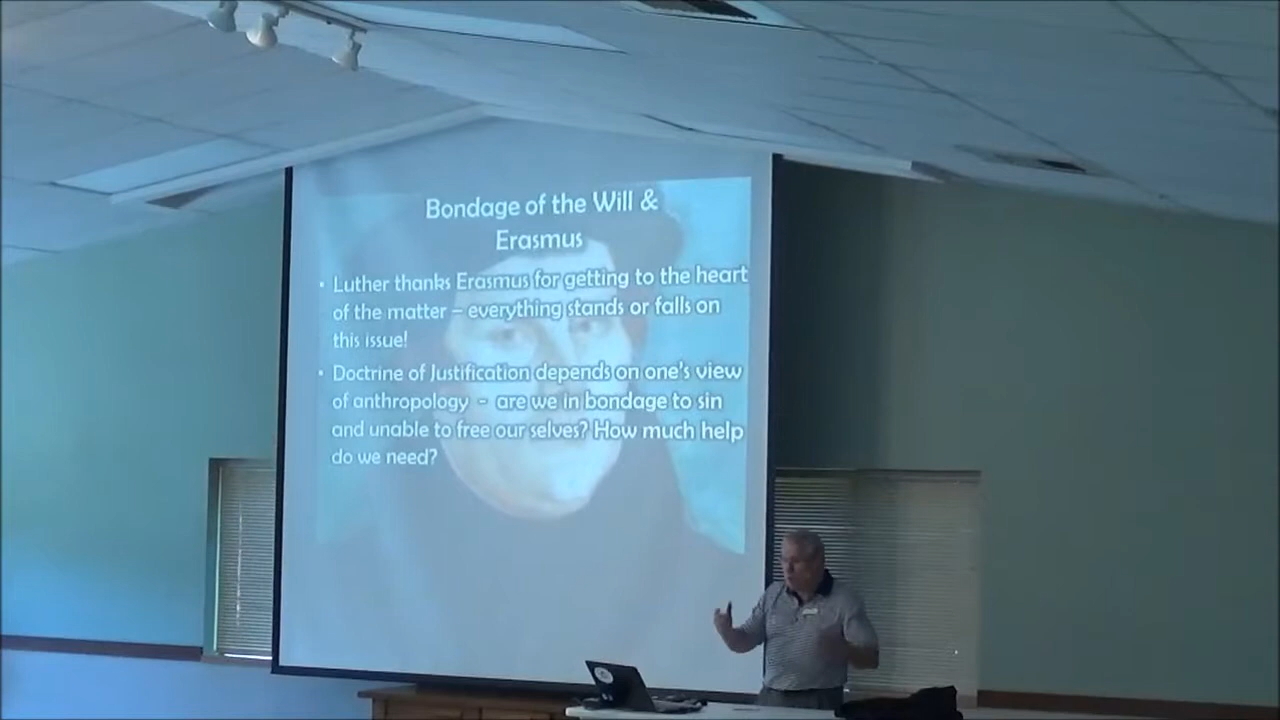 Bondage of the Will &
Erasmus
• Luther thanks Erasmus for getting to the heart
of the matter – everything stands or falls on
this issue!
• Doctrine of Justification depends on one's view
of anthropology - are we in bondage to sin
and unable to free our selves? How much help
do we need?